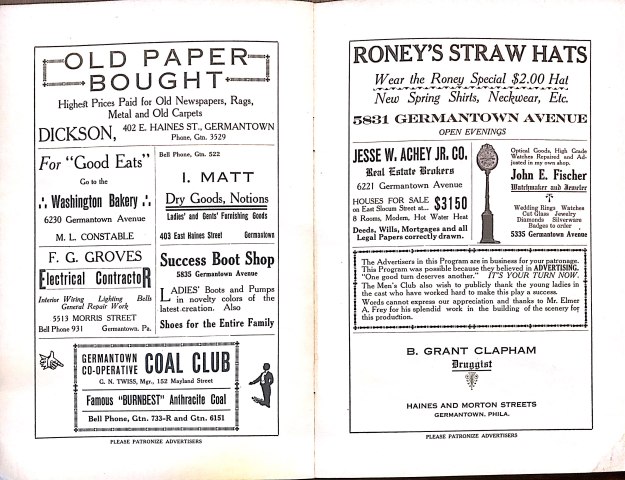 OLD PAPER
BOUGHT
Highest Prices Paid for Old Newspapers, Rags,
Metal and Old Carpets
DICKSON, 402 E. HAINES ST., GERMANTOWN
Phone, Gtn. 3529
For "Good Eats"
Go to the
Washington Bakery
6230 Germantown Avenue
M. L. CONSTABLE
F. G. GROVES
Electrical ContractoR
Interior Wiring Lighting Bells
General Repair Work
5513 MORRIS STREET
Bell Phone 931 Germantown, Pa.
Bell Phone, Gtn. 522
I. MATT
Dry Goods, Notions
Ladies' and Gents' Furnishing Goods
403 East Haines Street Germantown
Success Boot Shop
5835 Germantown Avenue
LADIES' Boots and Pumps
in novelty colors of the
latest creation. Also
Shoes for the Entire Family
GERMANTOWN
CO-OPERATIVE COAL CLUB
G. N. TWISS, Mgr., 152 Mayland Street
Famous "BURNBEST" Anthracite Coal
Bell Phone, Gtn. 733-R and Gtn. 6151
PLEASE PATRONIZE ADVERTISERS
RONEY'S STRAW HATS
Wear the Roney Special $2.00 Hat
New Spring Shirts, Neckwear, Etc.
5831 GERMANTOWN AVENUE
OPEN EVENINGS
JESSE W. ACHEY JR. CO.
Real Estate Brokers
6221 Germantown Avenue
HOUSES FOR SALE
on East Slocum Street at... $3150
8 Rooms, Modern, Hot Water Heat
Deeds, Wills, Mortgages and all
Legal Papers correctly drawn.
Optical Goods, High Grade
Watches Repaired and Ad-
justed in my own shop.
John E. Fischer
Watchmaker and Jeweler
Wedding Rings Watches
Cut Glass Jewelry
Diamonds Silverware
Badges to order
5335 Germantown Avenue
The Advertisers in this Program are in business for your patronage.
This Program was possible because they believed in ADVERTISING.
"One good turn deserves another." IT'S YOUR TURN NOW.
The Men's Club also wish to publicly thank the young ladies in
the cast who have worked hard to make this play a success.
Words cannot express our appreciation and thanks to Mr. Elmer
A. Frey for his splendid work in the building of the scenery for
this production.
B. GRANT CLAPHAM
Druggist
HAINES AND MORTON STREETS
GERMANTOWN, PHILA.
PLEASE PATRONIZE ADVERTISERS